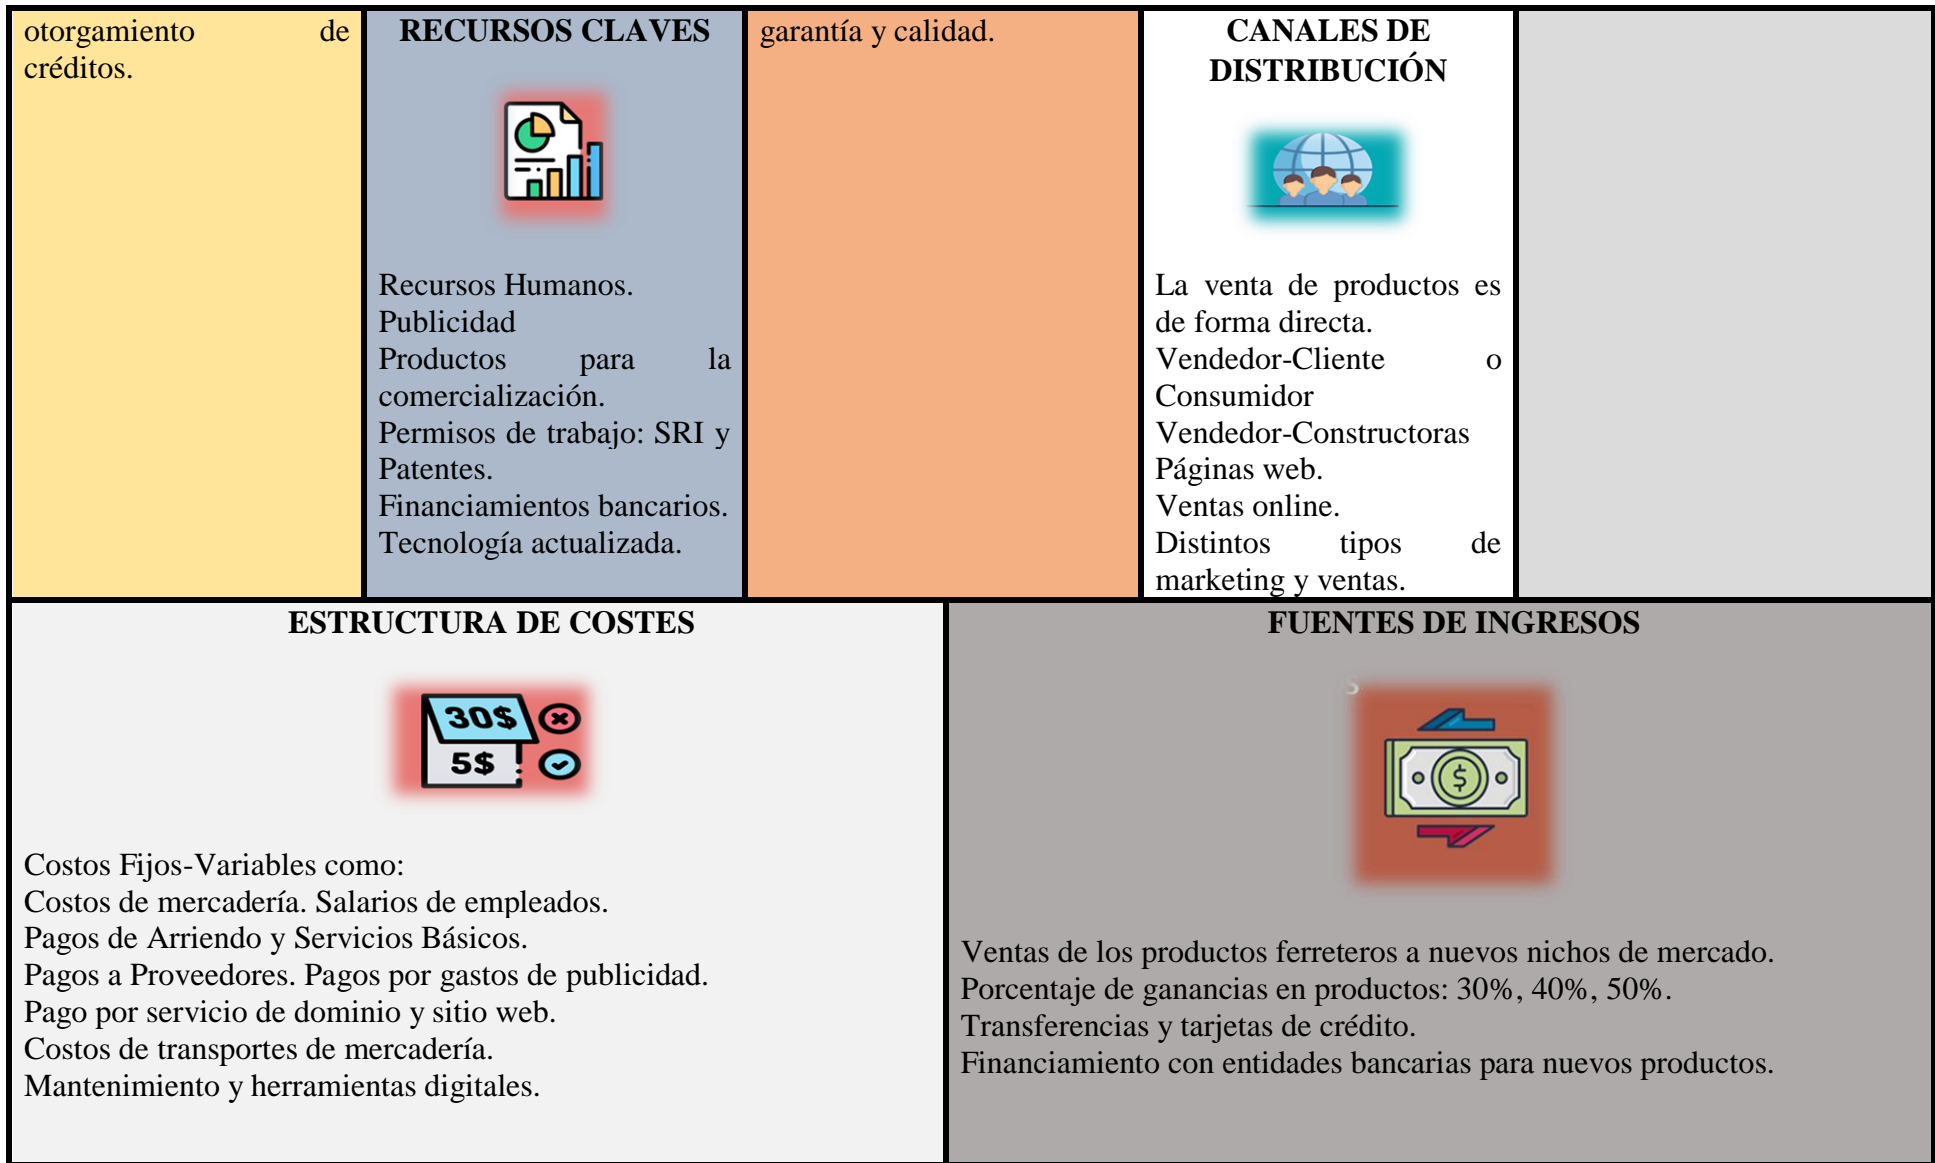 otorgamiento de
créditos.
RECURSOS CLAVES
Recursos Humanos.
Publicidad
Productos para la
comercialización.
Permisos de trabajo: SRI y
Patentes.
Financiamientos bancarios.
Tecnología actualizada.
garantía y calidad.
CANALES DE
DISTRIBUCIÓN
La venta de productos es
de forma directa.
Vendedor-Cliente o
Consumidor
Vendedor-Constructoras
Páginas web.
Ventas online.
Distintos tipos de
marketing y ventas.
ESTRUCTURA DE COSTES
30$
5$
Costos Fijos-Variables como:
Costos de mercadería. Salarios de empleados.
Pagos de Arriendo y Servicios Básicos.
Pagos a Proveedores. Pagos por gastos de publicidad.
Pago por servicio de dominio y sitio web.
Costos de transportes de mercadería.
Mantenimiento y herramientas digitales.
FUENTES DE INGRESOS
s
$
Ventas de los productos ferreteros a nuevos nichos de mercado.
Porcentaje de ganancias en productos: 30%, 40%, 50%.
Transferencias y tarjetas de crédito.
Financiamiento con entidades bancarias para nuevos productos.